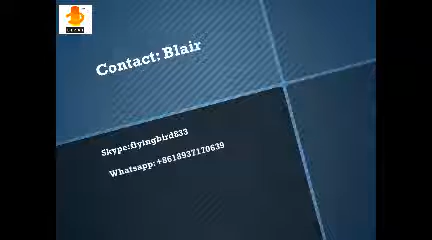 Contact: Blair
Skype:flyingbird833
Whatsapp: +8618937170639